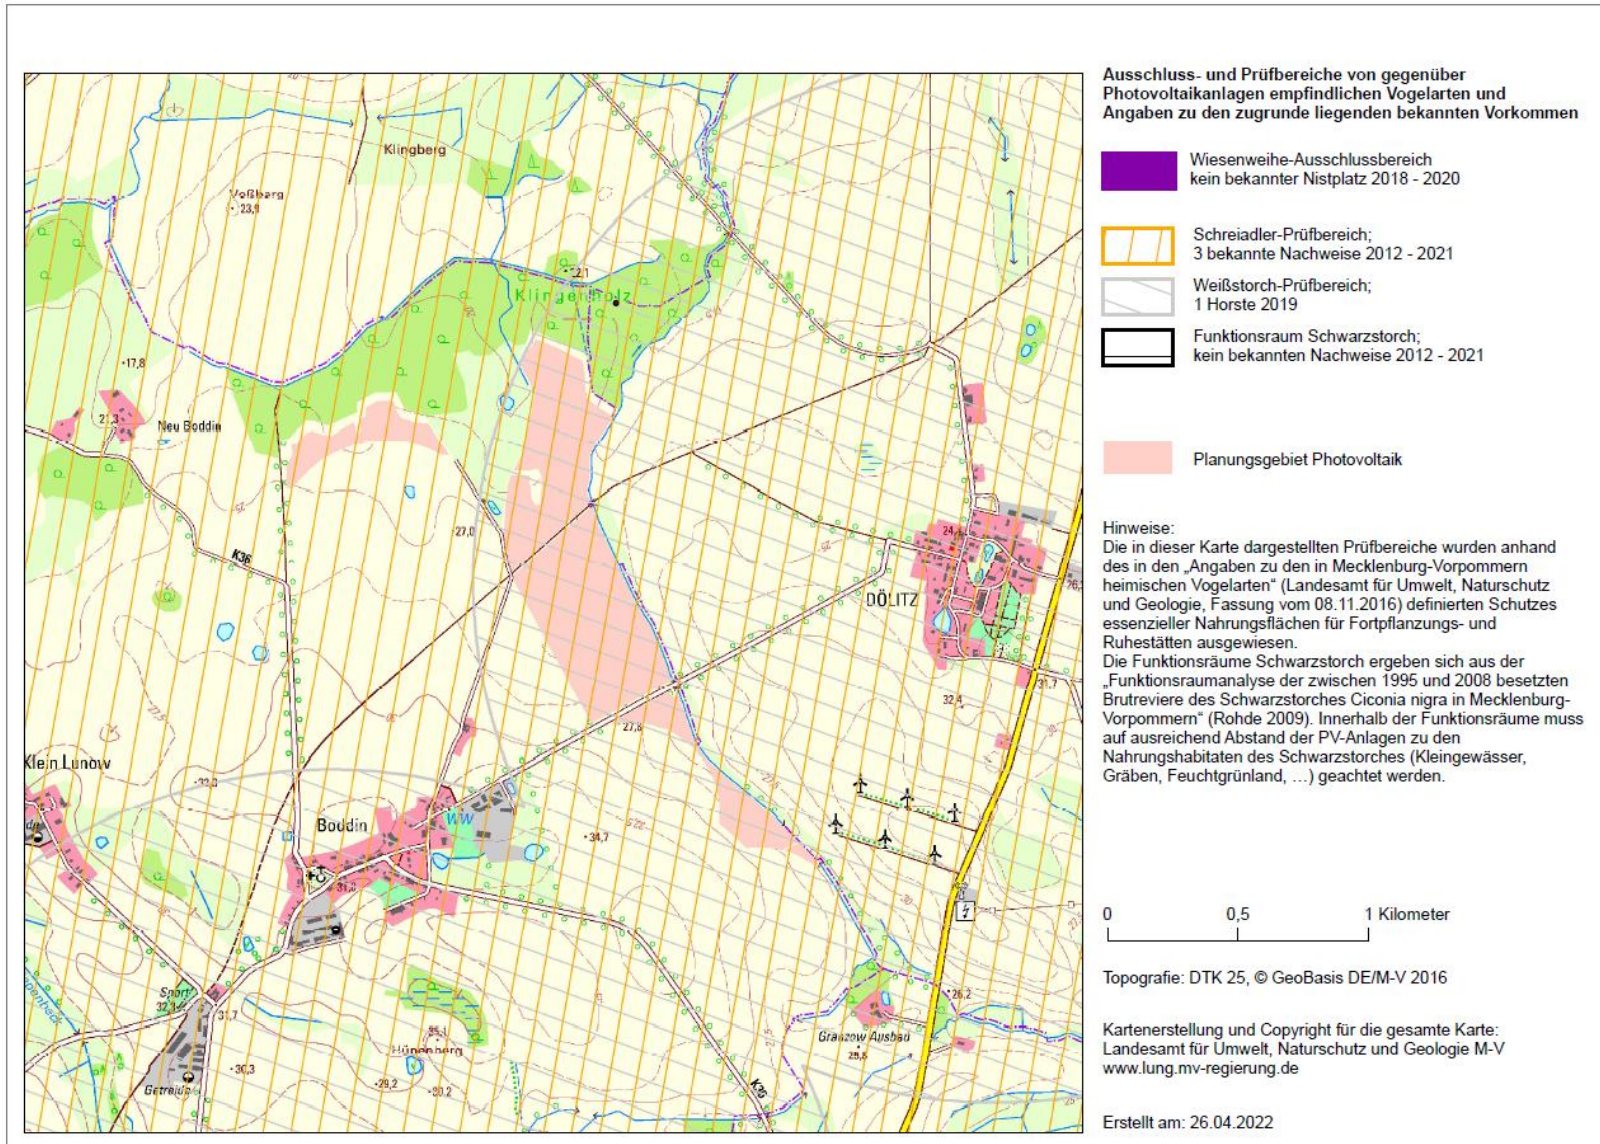 Ausschluss- und Prüfbereiche von gegenüber
Photovoltaikanlagen empfindlichen Vogelarten und
Angaben zu den zugrunde liegenden bekannten Vorkommen
Wiesenweihe-Ausschlussbereich
kein bekannter Nistplatz 2018 - 2020
Schreiadler-Prüfbereich;
3 bekannte Nachweise 2012 - 2021
Weißstorch-Prüfbereich;
1 Horste 2019
Funktionsraum Schwarzstorch;
kein bekannten Nachweise 2012 - 2021
Planungsgebiet Photovoltaik
Hinweise:
Die in dieser Karte dargestellten Prüfbereiche wurden anhand
des in den „Angaben zu den in Mecklenburg-Vorpommern
heimischen Vogelarten“ (Landesamt für Umwelt, Naturschutz
und Geologie, Fassung vom 08.11.2016) definierten Schutzes
essenzieller Nahrungsflächen für Fortpflanzungs- und
Ruhestätten ausgewiesen.
Die Funktionsräume Schwarzstorch ergeben sich aus der
„Funktionsraumanalyse der zwischen 1995 und 2008 besetzten
Brutreviere des Schwarzstorches Ciconia nigra in Mecklenburg-
Vorpommern“ (Rohde 2009). Innerhalb der Funktionsräume muss
auf ausreichend Abstand der PV-Anlagen zu den
Nahrungshabitaten des Schwarzstorches (Kleingewässer,
Gräben, Feuchtgrünland, …) geachtet werden.
0 0,5 1 Kilometer
Topografie: DTK 25, © GeoBasis DE/M-V 2016
Kartenerstellung und Copyright für die gesamte Karte:
Landesamt für Umwelt, Naturschutz und Geologie M-V
www.lung.mv-regierung.de
Erstellt am: 26.04.2022
Klingberg
Voßberg
23,9
Klingenholz
17,8
Neu Boddin
K36
27,0
DÖLITZ
31,7
32,4
27,8
Klein Lunow
Boddin
WW
34,7
31,7
Hünenberg
29,2
30,2
30,3
Granzow Ausbau
26,2